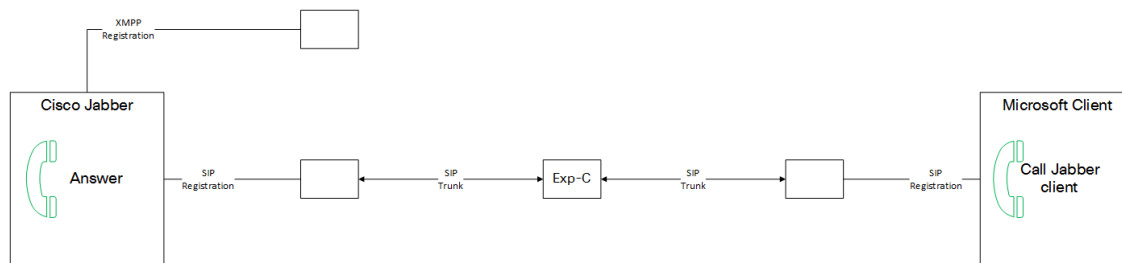 XMPP
Registration
Cisco Jabber
Microsoft Client
Answer
SIP
Registration
SIP
Trunk
Exp-C
SIP
Trunk
SIP
Registration
Call Jabber
client